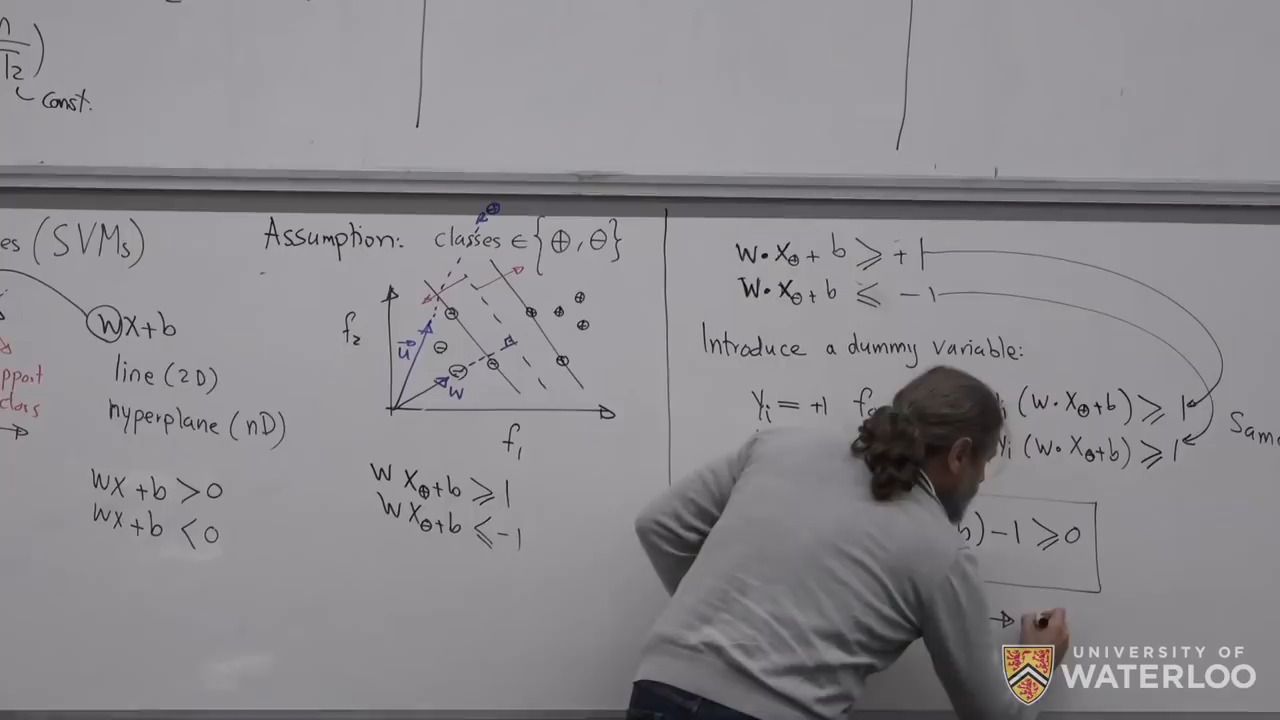 const.
(SVMs)
Wx+b
line (2D)
hyperplane (nD)
Wx+b > 0
Wx+b < 0
Assumption: classes ∈ {⊕, ⊖}
f₂
u
W
f₁
W x⊕+b ≥ 1
W x⊖+b ≤ -1
W·x⊕+b ≥ +1
W·x⊖+b ≤ -1
Introduce a dummy variable:
yᵢ = +1
(W·x⊕+b) ≥ 1
yᵢ (W·x⊖+b) ≥ 1
b) -1 ≥ 0
→
UNIVERSITY OF
WATERLOO